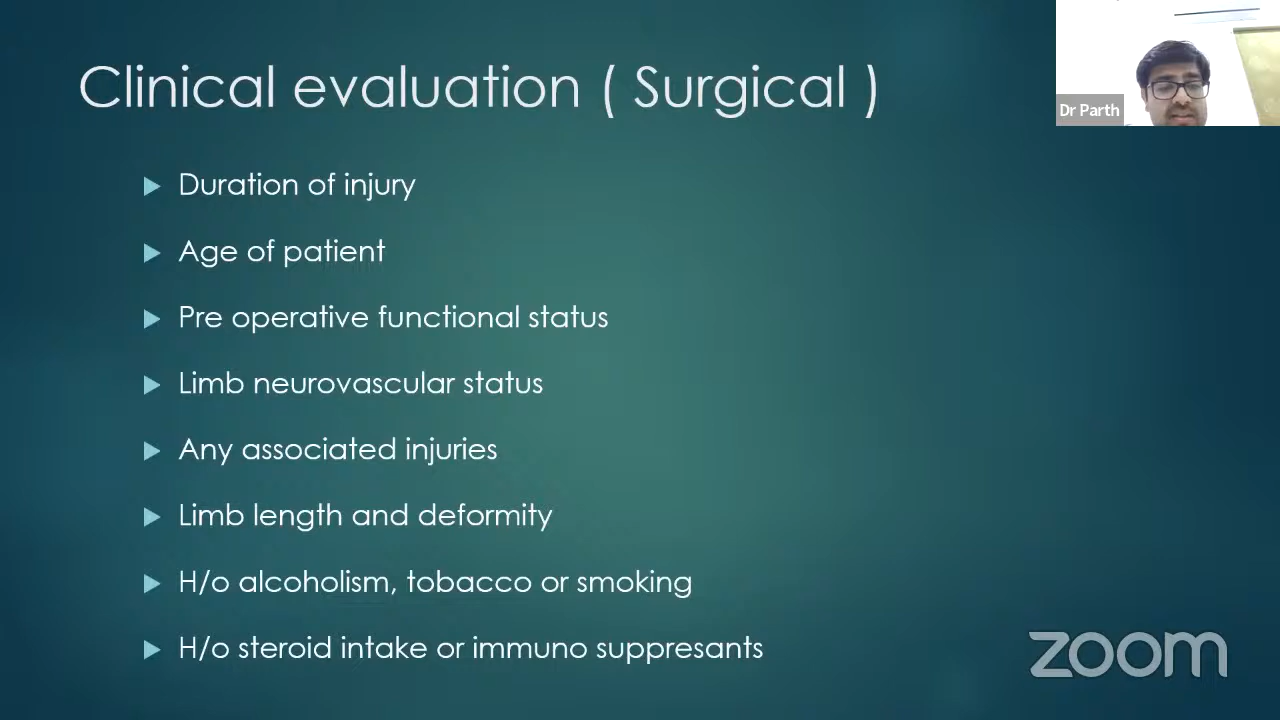 Clinical evaluation ( Surgical )
Dr Parth
Duration of injury
Age of patient
Pre operative functional status
Limb neurovascular status
Any associated injuries
Limb length and deformity
H/o alcoholism, tobacco or smoking
H/o steroid intake or immuno suppresants
zoom